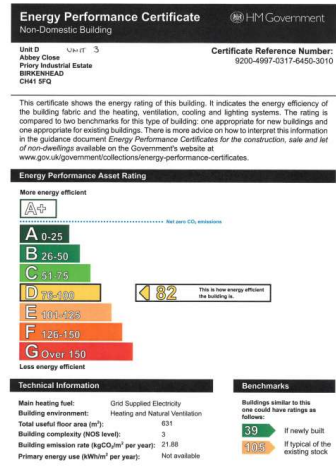 Energy Performance Certificate
HM Government
Non-Domestic Building
Unit D UNIT 3
Abbey Close
Priory Industrial Estate
BIRKENHEAD
CH41 5FQ
Certificate Reference Number:
9200-4997-0317-6450-3010
This certificate shows the energy rating of this building. It indicates the energy efficiency of
the building fabric and the heating, ventilation, cooling and lighting systems. The rating is
compared to two benchmarks for this type of building: one appropriate for new buildings and
one appropriate for existing buildings. There is more advice on how to interpret this information
in the guidance document Energy Performance Certificates for the construction, sale and let
of non-dwellings available on the Government's website at
www.gov.uk/government/collections/energy-performance-certificates.
Energy Performance Asset Rating
More energy efficient
A+
Net zero CO₂ emissions
A 0-25
B 26-50
C 51-75
D 76-100
82
This is how energy efficient
the building is.
E 101-125
F 126-150
G Over 150
Less energy efficient
Technical Information
Main heating fuel: Grid Supplied Electricity
Building environment: Heating and Natural Ventilation
Total useful floor area (m²): 631
Building complexity (NOS level): 3
Building emission rate (kgCO₂/m² per year): 21.88
Primary energy use (kWh/m² per year): Not available
Benchmarks
Buildings similar to this
one could have ratings as
follows:
39 If newly built
105 If typical of the
existing stock